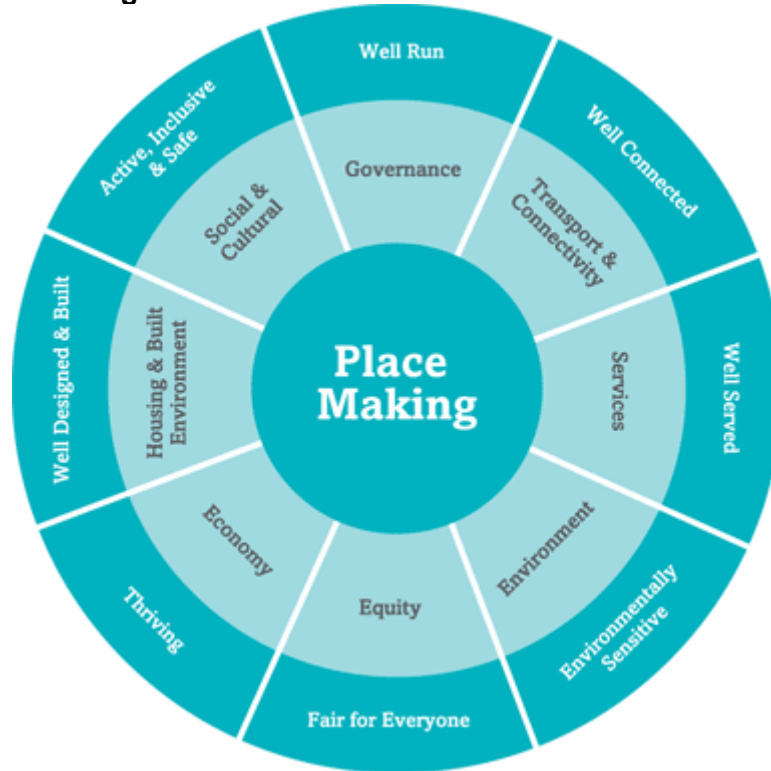 Place
Making
Well Run
Governance
Well Connected
Transport &
Connectivity
Well Served
Services
Environmentally
Sensitive
Environment
Fair for Everyone
Equity
Thriving
Economy
Well Designed & Built
Housing & Built
Environment
Active, Inclusive
& Safe
Social &
Cultural